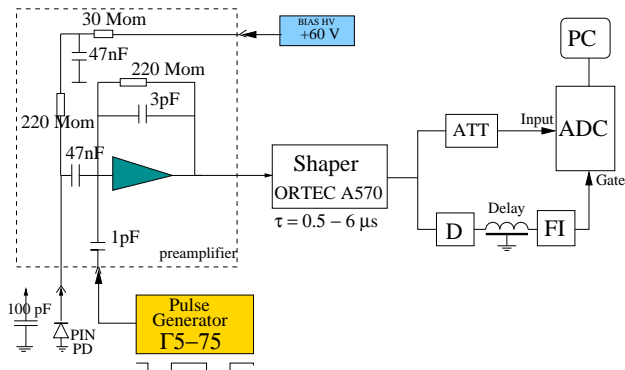 30 Mom
BIAS HV
+60 V
47nF
220 Mom
3pF
220 Mom
47nF
1pF
preamplifier
100 pF
PIN
PD
Pulse
Generator
Г5–75
Shaper
ORTEC A570
τ = 0.5 – 6 μs
ATT
Input
PC
ADC
Gate
D
Delay
FI